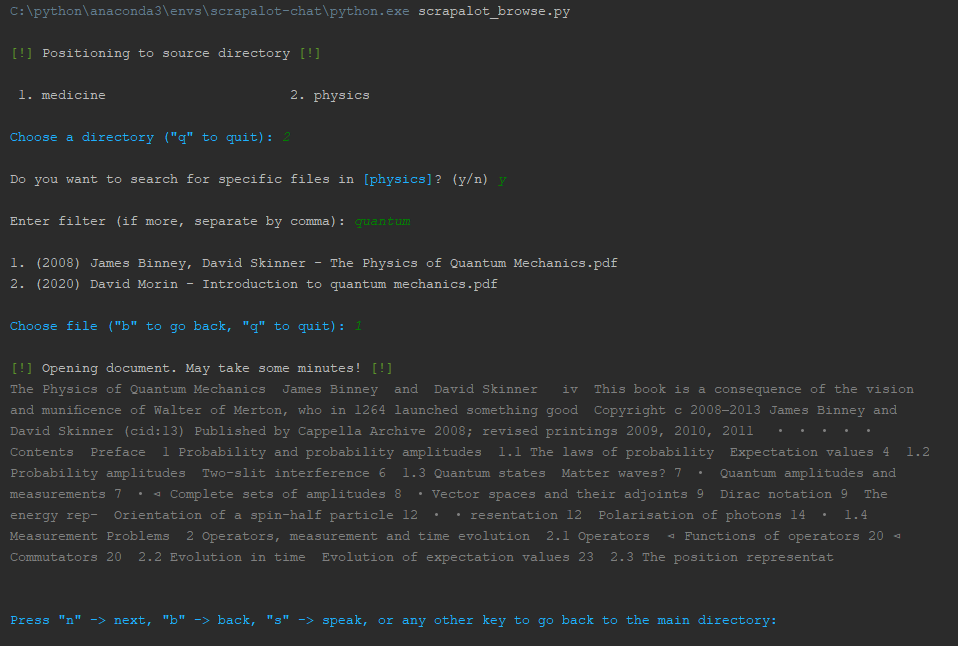 C:\python\anaconda3\envs\scrapalot-chat\python.exe scrapalot_browse.py
[!] Positioning to source directory [!]
1. medicine 2. physics
Choose a directory ("q" to quit): 2
Do you want to search for specific files in [physics]? (y/n) y
Enter filter (if more, separate by comma): quantum
1. (2008) James Binney, David Skinner - The Physics of Quantum Mechanics.pdf
2. (2020) David Morin - Introduction to quantum mechanics.pdf
Choose file ("b" to go back, "q" to quit): 1
[!] Opening document. May take some minutes! [!]
The Physics of Quantum Mechanics  James Binney  and  David Skinner   iv  This book is a consequence of the vision
and munificence of Walter of Merton, who in 1264 launched something good  Copyright c 2008–2013 James Binney and
David Skinner (cid:13) Published by Cappella Archive 2008; revised printings 2009, 2010, 2011   •  •  •  •  •
Contents  Preface  1 Probability and probability amplitudes  1.1 The laws of probability  Expectation values 4  1.2
Probability amplitudes  Two-slit interference 6  1.3 Quantum states  Matter waves? 7  •  Quantum amplitudes and
measurements 7  • ⊲ Complete sets of amplitudes 8  • Vector spaces and their adjoints 9  Dirac notation 9  The
energy rep-  Orientation of a spin-half particle 12  •  • resentation 12  Polarisation of photons 14  •  1.4
Measurement Problems  2 Operators, measurement and time evolution  2.1 Operators  ⊲ Functions of operators 20 ⊲
Commutators 20  2.2 Evolution in time  Evolution of expectation values 23  2.3 The position representat
Press "n" -> next, "b" -> back, "s" -> speak, or any other key to go back to the main directory: